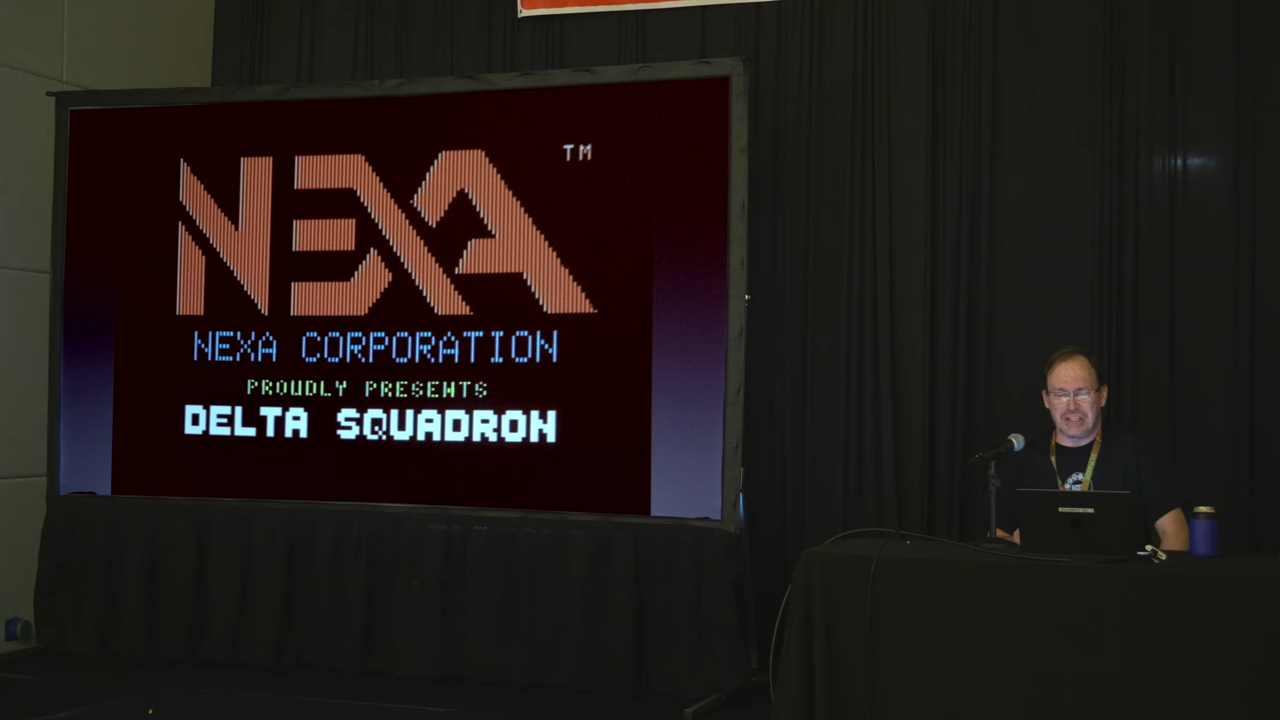 NEXA
TM
NEXA CORPORATION
PROUDLY PRESENTS
DELTA SQUADRON